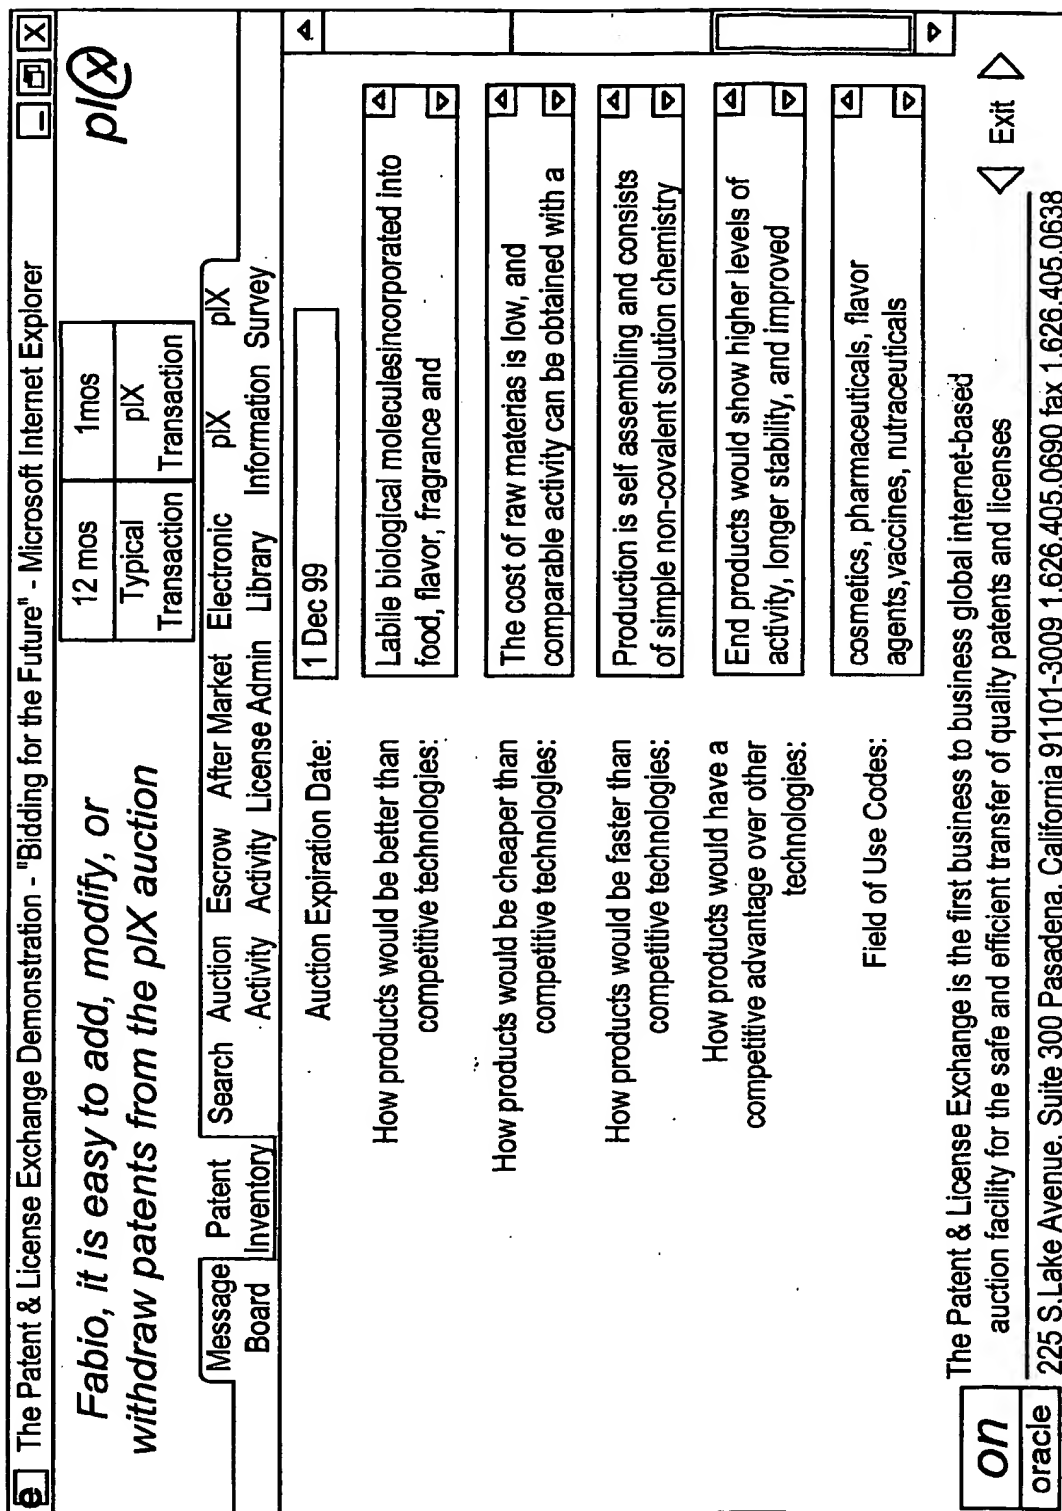 The Patent & License Exchange Demonstration - "Bidding for the Future" - Microsoft Internet Explorer
Fabio, it is easy to add, modify, or
withdraw patents from the plX auction
12 mos 1mos
Typical Transaction plX Transaction
pl(x)
Message Board
Patent Inventory
Search
Auction Activity
Escrow Activity
After Market License Admin
Electronic Library
plX Information
plX Survey
Auction Expiration Date: 1 Dec 99
How products would be better than
competitive technologies:
Labile biological moleculesincorporated into
food, flavor, fragrance and
How products would be cheaper than
competitive technologies:
The cost of raw materias is low, and
comparable activity can be obtained with a
How products would be faster than
competitive technologies:
Production is self assembling and consists
of simple non-covalent solution chemistry
How products would have a
competitive advantage over other
technologies:
End products would show higher levels of
activity, longer stability, and improved
Field of Use Codes:
cosmetics, pharmaceuticals, flavor
agents,vaccines, nutraceuticals
on
oracle
The Patent & License Exchange is the first business to business global internet-based
auction facility for the safe and efficient transfer of quality patents and licenses
Exit
225 S.Lake Avenue, Suite 300 Pasadena, California 91101-3009 1.626.405.0690 fax 1.626.405.0638